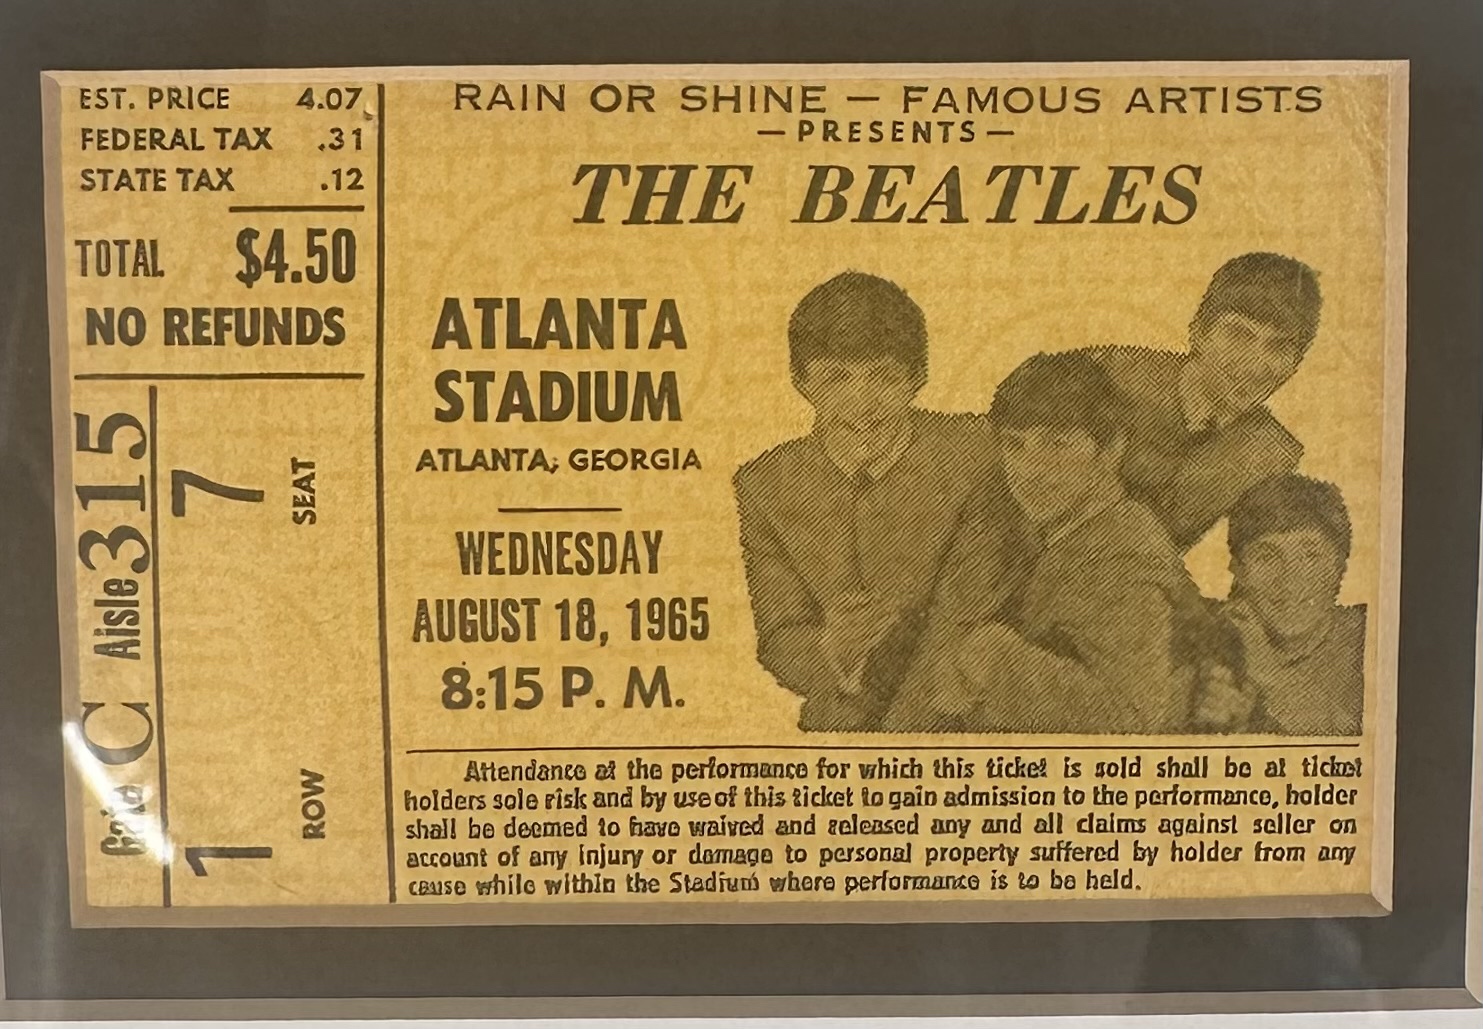 EST. PRICE 4.07
FEDERAL TAX .31
STATE TAX .12
TOTAL $4.50
NO REFUNDS
C Aisle 315
7 SEAT
1 ROW
RAIN OR SHINE — FAMOUS ARTISTS
— PRESENTS —
THE BEATLES
ATLANTA
STADIUM
ATLANTA, GEORGIA
WEDNESDAY
AUGUST 18, 1965
8:15 P. M.
Attendance at the performance for which this ticket is sold shall be at ticket
holders sole risk and by use of this ticket to gain admission to the performance, holder
shall be deemed to have waived and released any and all claims against seller on
account of any injury or damage to personal property suffered by holder from any
cause while within the Stadium where performance is to be held.